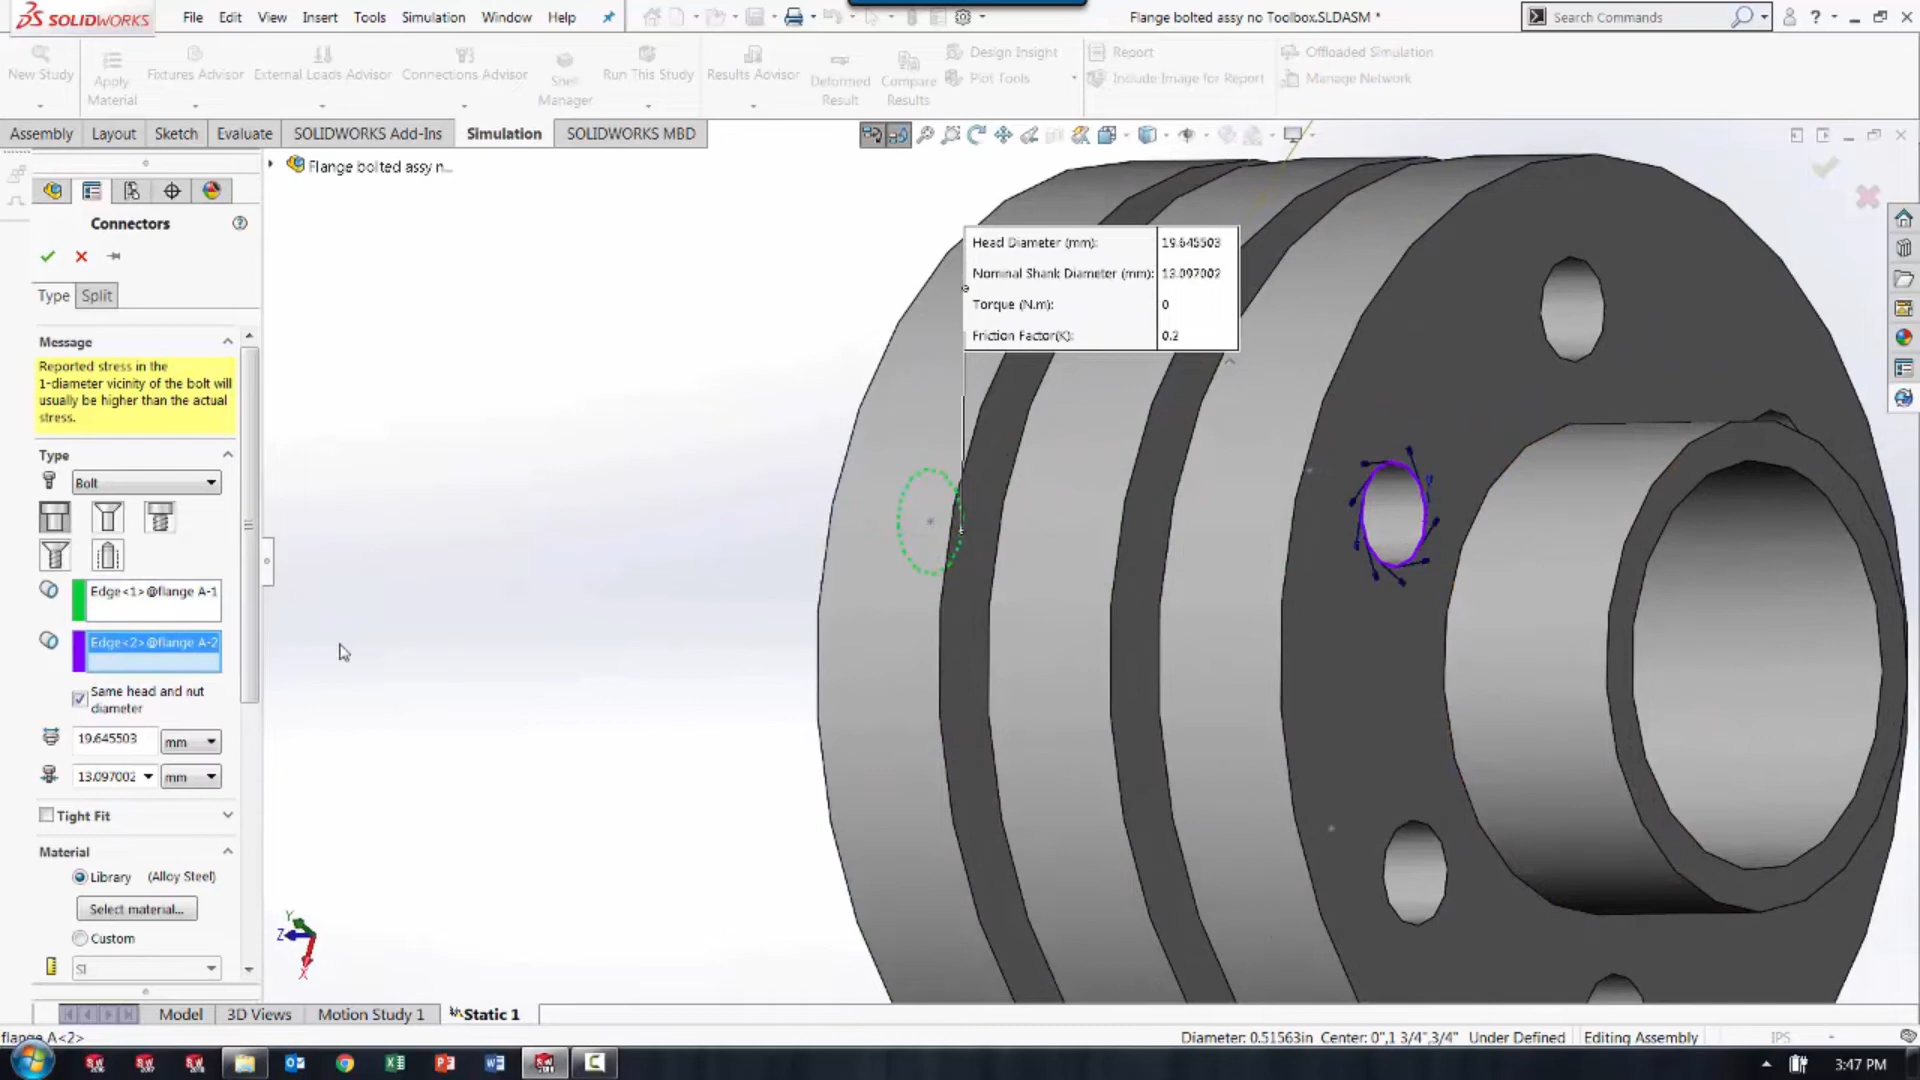 SOLIDWORKS
File Edit View Insert Tools Simulation Window Help
Flange bolted assy no Toolbox.SLDASM *
Search Commands
New Study
Apply Material
Fixtures Advisor
External Loads Advisor
Connections Advisor
Shell Manager
Run This Study
Results Advisor
Deformed Result
Compare Results
Design Insight
Plot Tools
Report
Include Image for Report
Offloaded Simulation
Manage Network
Assembly Layout Sketch Evaluate SOLIDWORKS Add-Ins Simulation SOLIDWORKS MBD
Flange bolted assy n...
Connectors
Type Split
Message
Reported stress in the
1-diameter vicinity of the bolt will
usually be higher than the actual
stress.
Type
Bolt
Edge<1>@flange A-1
Edge<2>@flange A-2
Same head and nut
diameter
19.645503 mm
13.097002 mm
Tight Fit
Material
Library (Alloy Steel)
Select material...
Custom
SI
Head Diameter (mm): 19.645503
Nominal Shank Diameter (mm): 13.097002
Torque (N.m): 0
Friction Factor(K): 0.2
Y
Z
X
Model 3D Views Motion Study 1 Static 1
flange A<2>
Diameter: 0.51563in Center: 0",1 3/4",3/4" Under Defined Editing Assembly IPS
3:47 PM